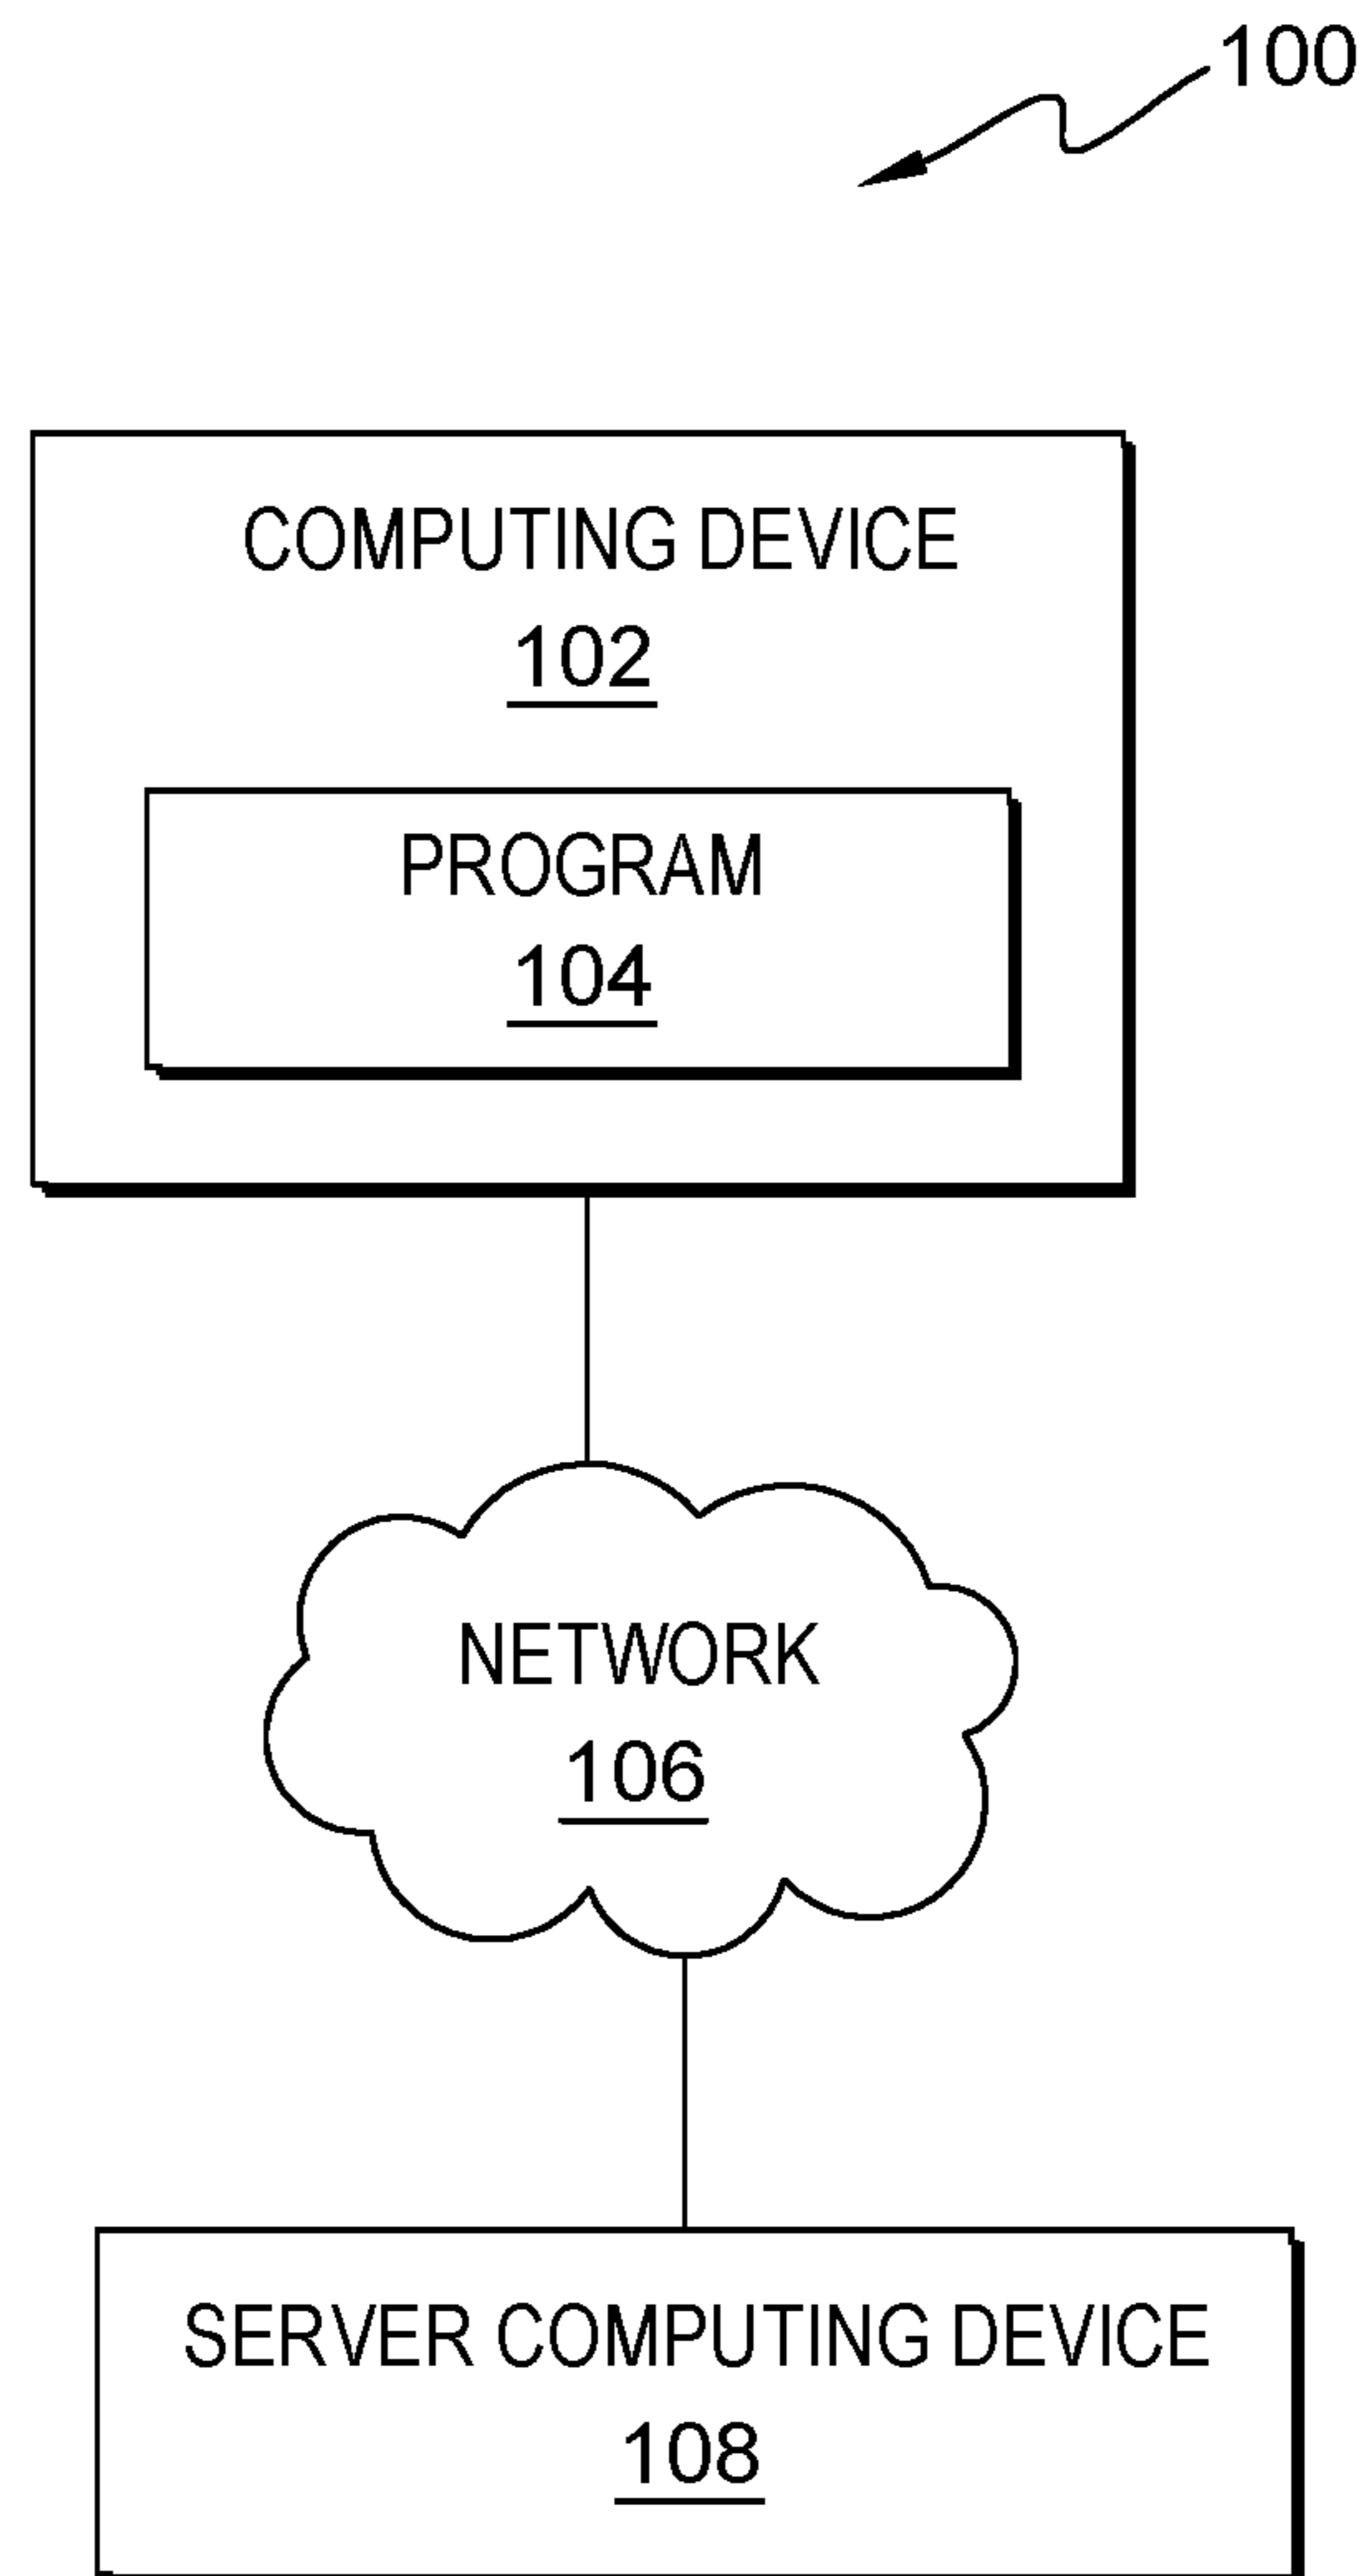 100
COMPUTING DEVICE
102
PROGRAM
104
NETWORK
106
SERVER COMPUTING DEVICE
108